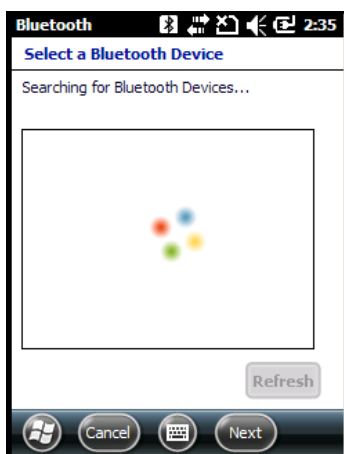 Bluetooth 2:35
Select a Bluetooth Device
Searching for Bluetooth Devices...
Refresh
Cancel Next